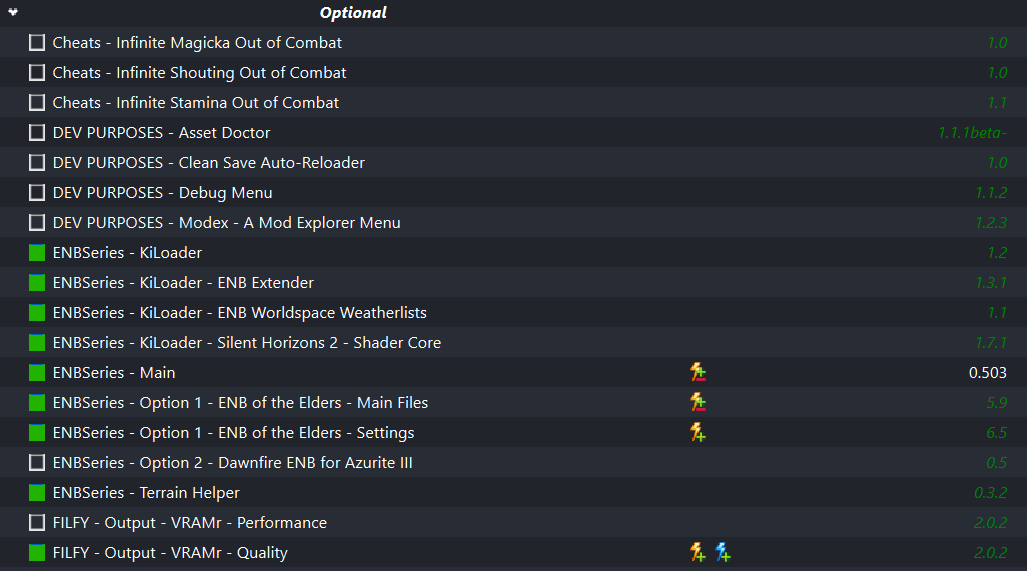 Optional
Cheats - Infinite Magicka Out of Combat 1.0
Cheats - Infinite Shouting Out of Combat 1.0
Cheats - Infinite Stamina Out of Combat 1.1
DEV PURPOSES - Asset Doctor 1.1.1beta-
DEV PURPOSES - Clean Save Auto-Reloader 1.0
DEV PURPOSES - Debug Menu 1.1.2
DEV PURPOSES - Modex - A Mod Explorer Menu 1.2.3
ENBSeries - KiLoader 1.2
ENBSeries - KiLoader - ENB Extender 1.3.1
ENBSeries - KiLoader - ENB Worldspace Weatherlists 1.1
ENBSeries - KiLoader - Silent Horizons 2 - Shader Core 1.7.1
ENBSeries - Main 0.503
ENBSeries - Option 1 - ENB of the Elders - Main Files 5.9
ENBSeries - Option 1 - ENB of the Elders - Settings 6.5
ENBSeries - Option 2 - Dawnfire ENB for Azurite III 0.5
ENBSeries - Terrain Helper 0.3.2
FILFY - Output - VRAMr - Performance 2.0.2
FILFY - Output - VRAMr - Quality 2.0.2